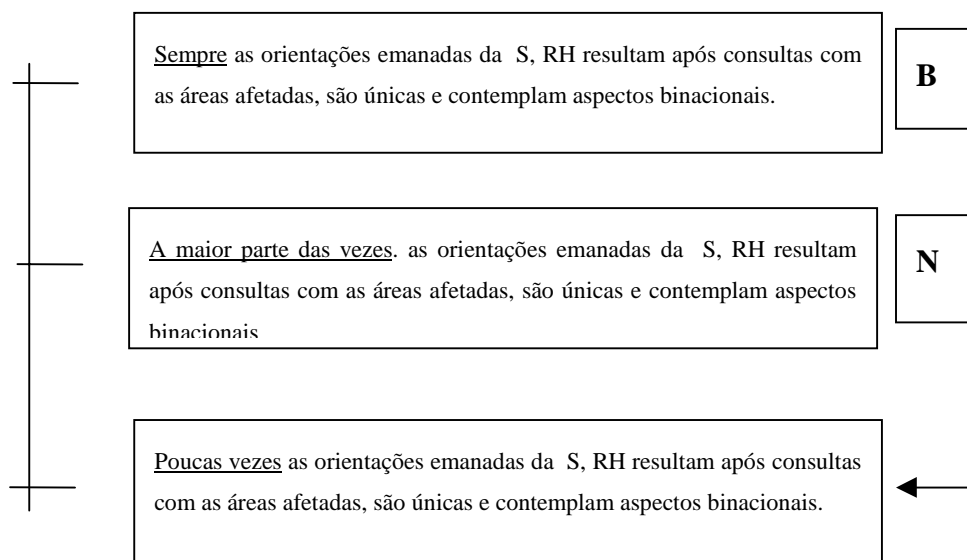 Sempre as orientações emanadas da S, RH resultam após consultas com
as áreas afetadas, são únicas e contemplam aspectos binacionais.
B
A maior parte das vezes. as orientações emanadas da S, RH resultam
após consultas com as áreas afetadas, são únicas e contemplam aspectos
binacionais
N
Poucas vezes as orientações emanadas da S, RH resultam após consultas
com as áreas afetadas, são únicas e contemplam aspectos binacionais.